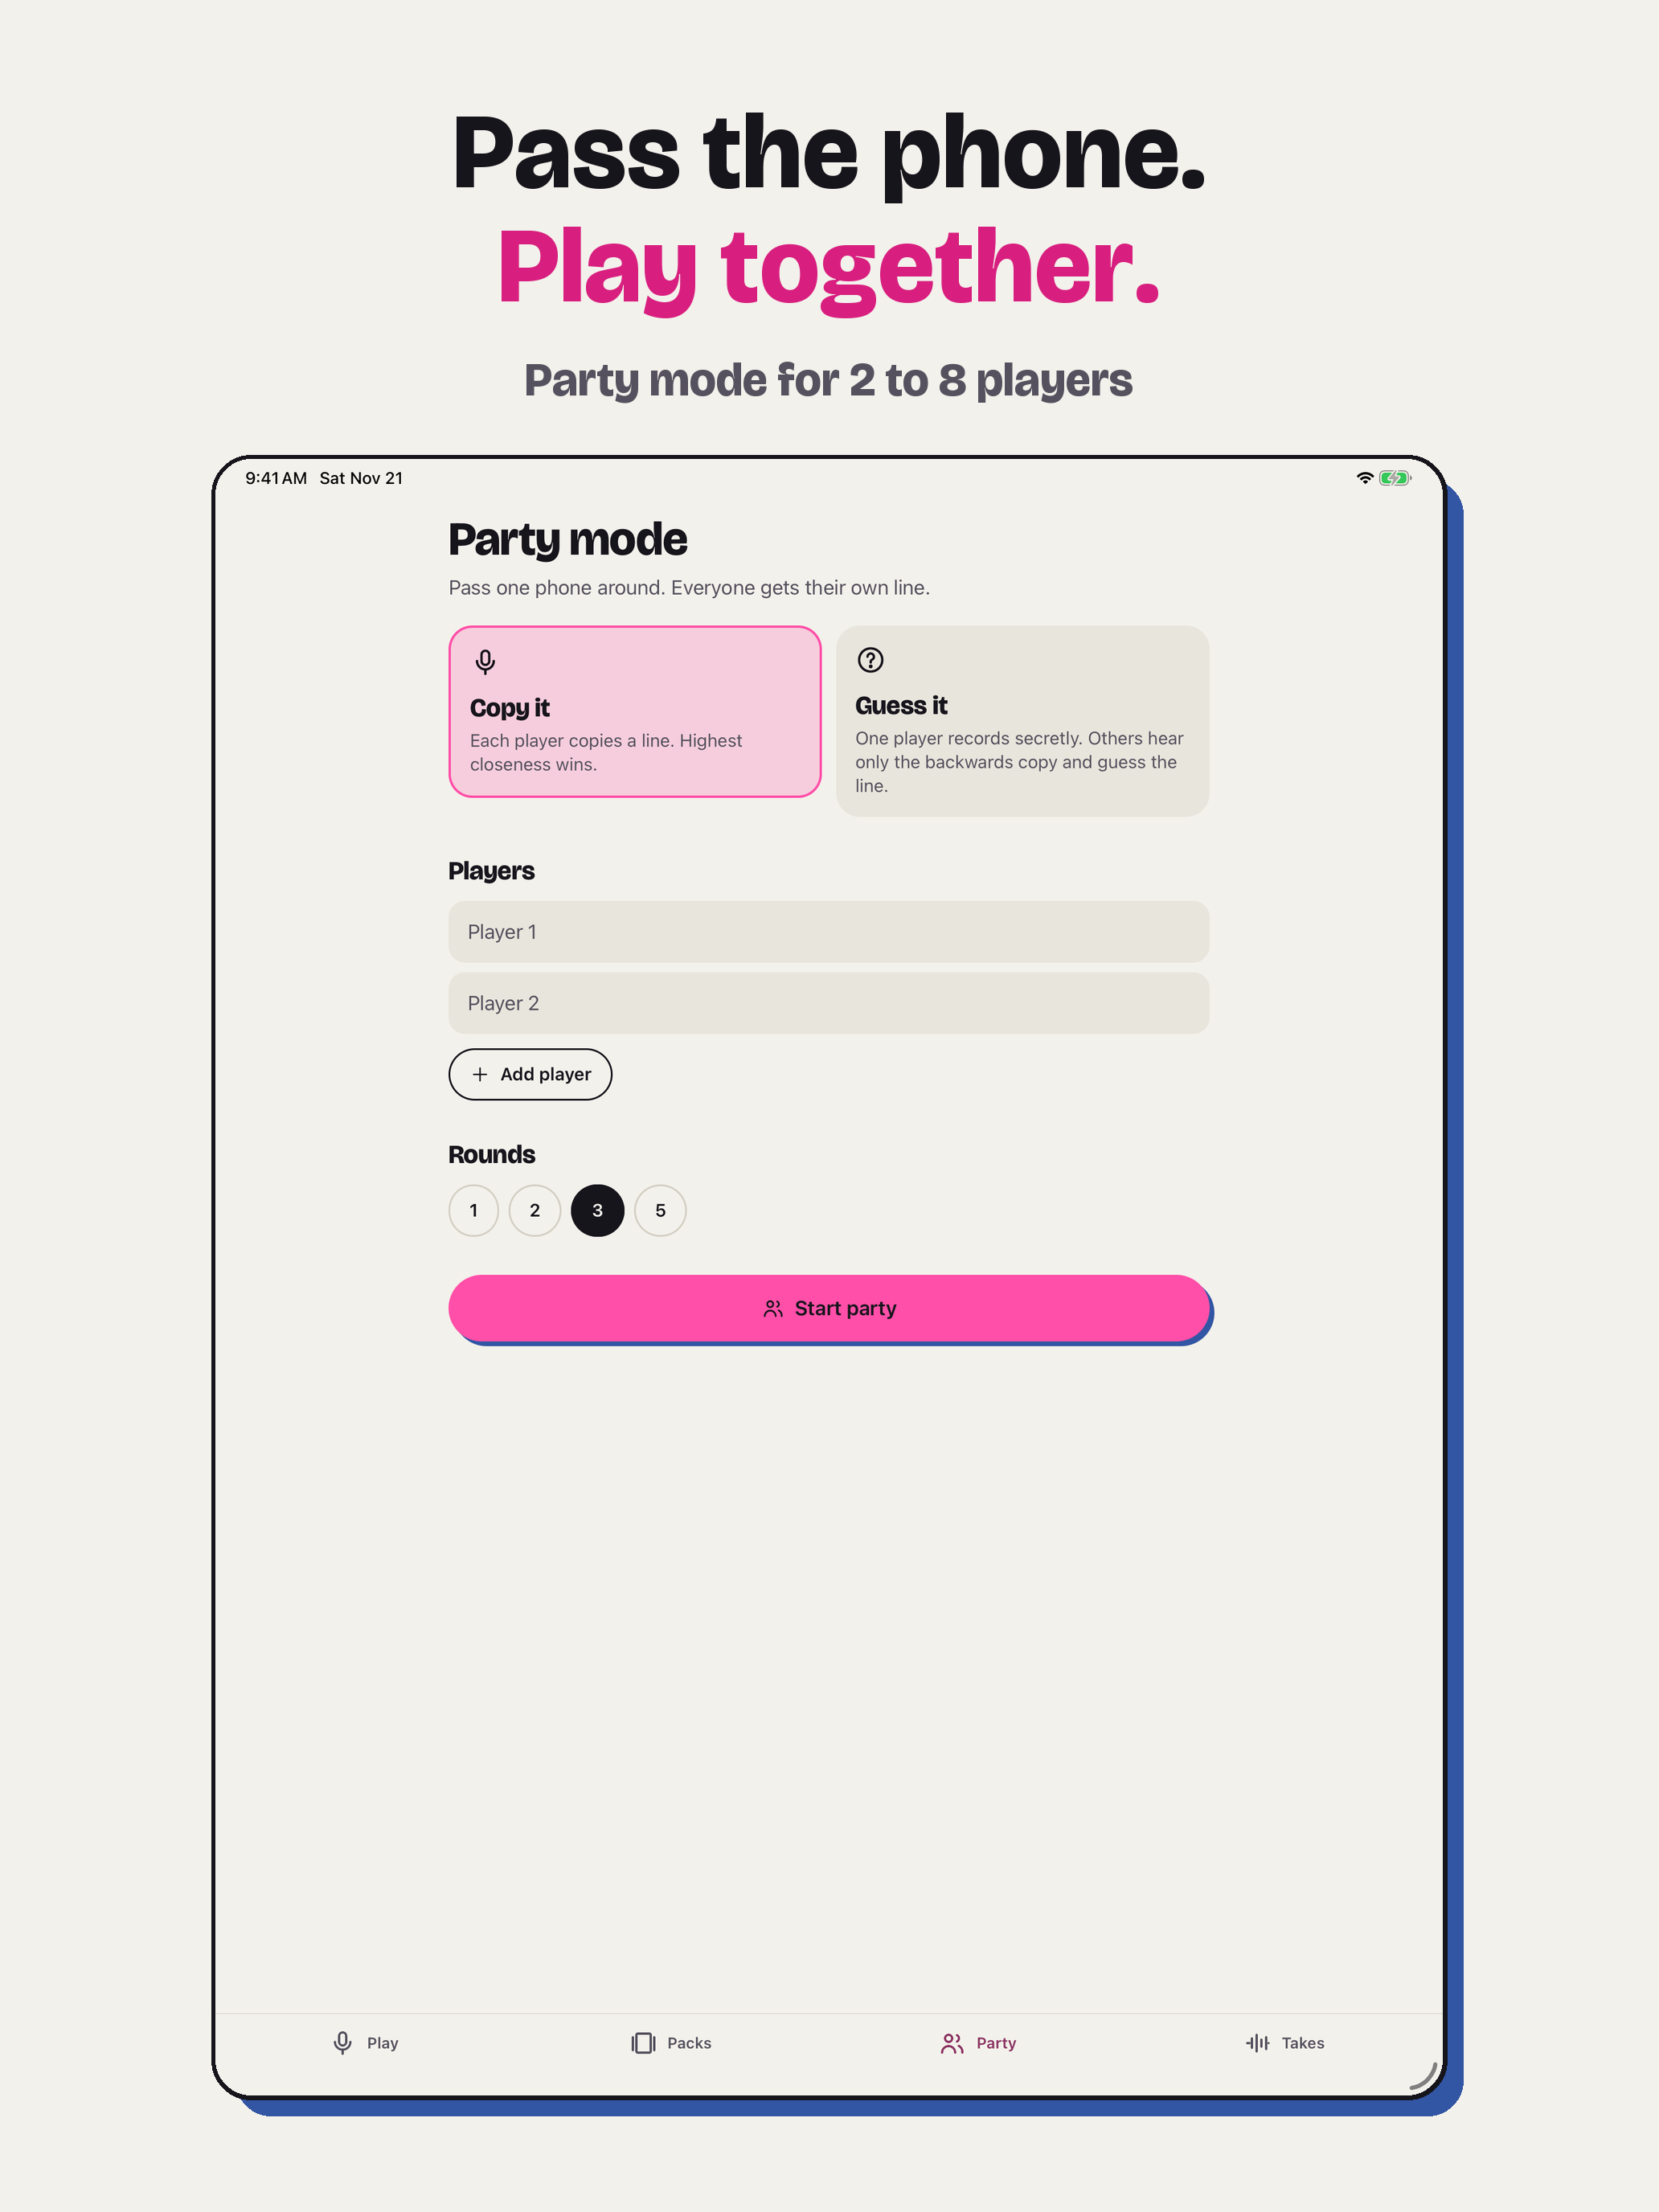 Pass the phone.
Play together.
Party mode for 2 to 8 players
9:41 AM Sat Nov 21
Party mode
Pass one phone around. Everyone gets their own line.
Copy it
Each player copies a line. Highest
closeness wins.
Guess it
One player records secretly. Others hear
only the backwards copy and guess the
line.
Players
Player 1
Player 2
+ Add player
Rounds
1 2 3 5
Start party
Play Packs Party Takes